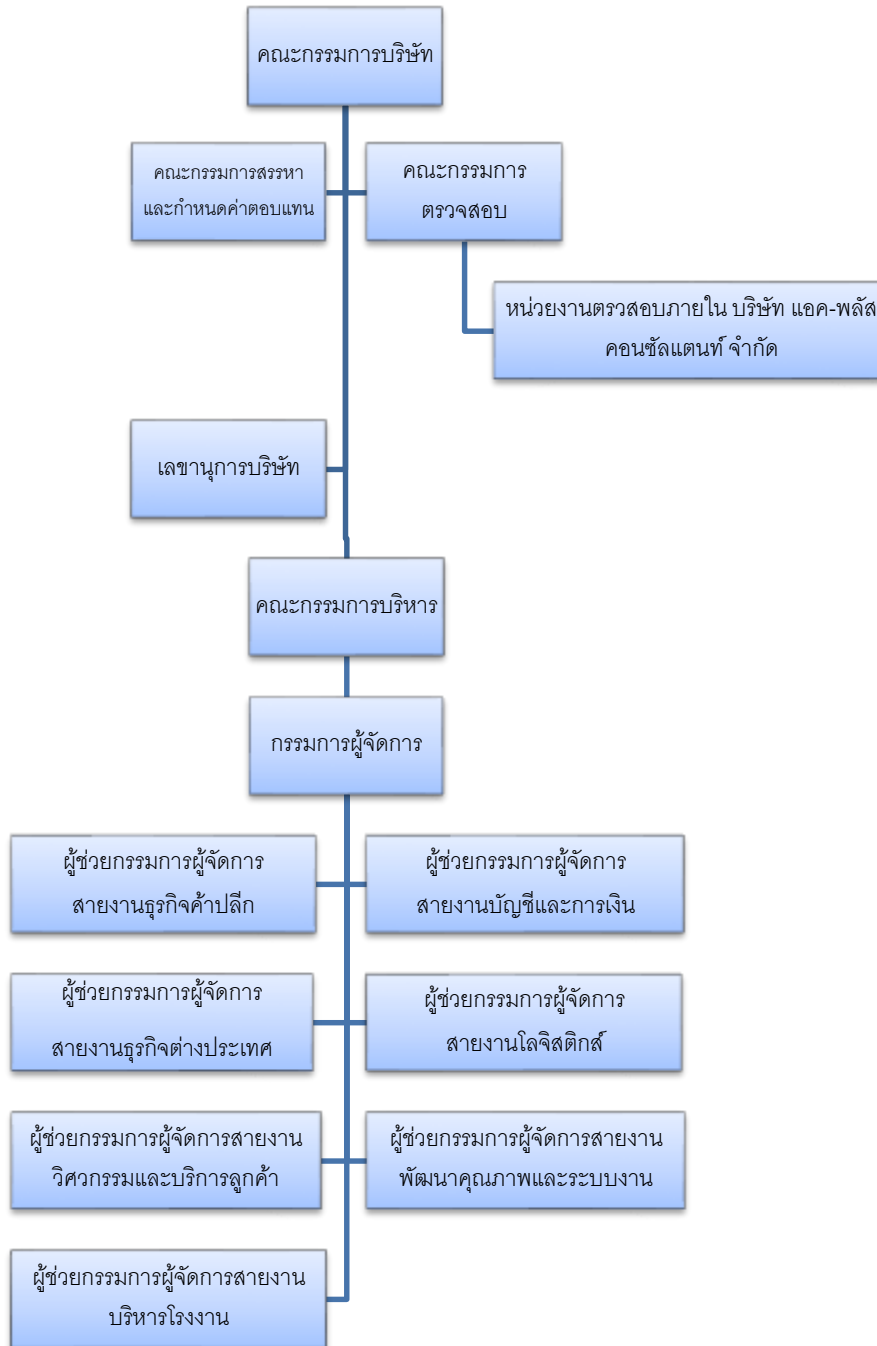 คณะกรรมการบริษัท
คณะกรรมการสรรหา
และกำหนดค่าตอบแทน
คณะกรรมการ
ตรวจสอบ
หน่วยงานตรวสอบภายใน บริษัท แอค-พลัส
คอนซัลแตนท์ จำกัด
เลขานุการบริษัท
คณะกรรมการบริหาร
กรรมการผู้จัดการ
ผู้ช่วยกรรมการผู้จัดการ
สายงานธุรกิจค้าปลีก
ผู้ช่วยกรรมการผู้จัดการ
สายงานบัญชีและการเงิน
ผู้ช่วยกรรมการผู้จัดการ
สายงานธุรกิจต่างประเทศ
ผู้ช่วยกรรมการผู้จัดการ
สายงานโลจิสติกส์
ผู้ช่วยกรรมการผู้จัดการสายงาน
วิศวกรรมและบริการลูกค้า
ผู้ช่วยกรรมการผู้จัดการสายงาน
พัฒนาคุณภาพและระบบงาน
ผู้ช่วยกรรมการผู้จัดการสายงาน
บริหารโรงงาน